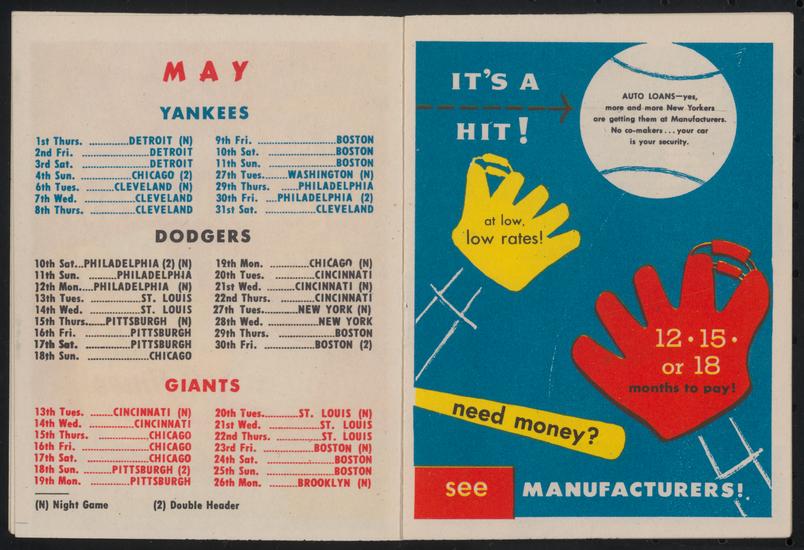 MAY
YANKEES
1st Thurs. ..............DETROIT (N)
2nd Fri. ....................DETROIT
3rd Sat. ....................DETROIT
4th Sun. ...............CHICAGO (2)
6th Tues. .........CLEVELAND (N)
7th Wed. ................CLEVELAND
8th Thurs. ..............CLEVELAND
9th Fri. ........................BOSTON
10th Sat. ......................BOSTON
11th Sun. ......................BOSTON
27th Tues.......WASHINGTON (N)
29th Thurs. ......PHILADELPHIA
30th Fri. ....PHILADELPHIA (2)
31st Sat. .................CLEVELAND
DODGERS
10th Sat...PHILADELPHIA (2) (N)
11th Sun. ..........PHILADELPHIA
12th Mon....PHILADELPHIA (N)
13th Tues. ................ST. LOUIS
14th Wed. ................ST. LOUIS
15th Thurs.....PITTSBURGH (N)
16th Fri. ..............PITTSBURGH
17th Sat. ..............PITTSBURGH
18th Sun. ...................CHICAGO
19th Mon. ..............CHICAGO (N)
20th Tues. ..............CINCINNATI
21st Wed. .........CINCINNATI (N)
22nd Thurs. ............CINCINNATI
27th Tues..........NEW YORK (N)
28th Wed. ...............NEW YORK
29th Thurs. ..................BOSTON
30th Fri. .................BOSTON (2)
GIANTS
13th Tues. ........CINCINNATI (N)
14th Wed. ..............CINCINNATI
15th Thurs. ................CHICAGO
16th Fri. ....................CHICAGO
17th Sat. ....................CHICAGO
18th Sun. ........PITTSBURGH (2)
19th Mon. .............PITTSBURGH
20th Tues............ST. LOUIS (N)
21st Wed. ................ST. LOUIS
22nd Thurs. ..............ST. LOUIS
23rd Fri. ................BOSTON (N)
24th Sat. ......................BOSTON
25th Sun. ......................BOSTON
26th Mon. .........BROOKLYN (N)
(N) Night Game (2) Double Header
IT'S A
HIT!
AUTO LOANS—yes,
more and more New Yorkers
are getting them at Manufacturers.
No co-makers...your car
is your security.
at low,
low rates!
12 • 15 •
or 18
months to pay!
need money?
see MANUFACTURERS!